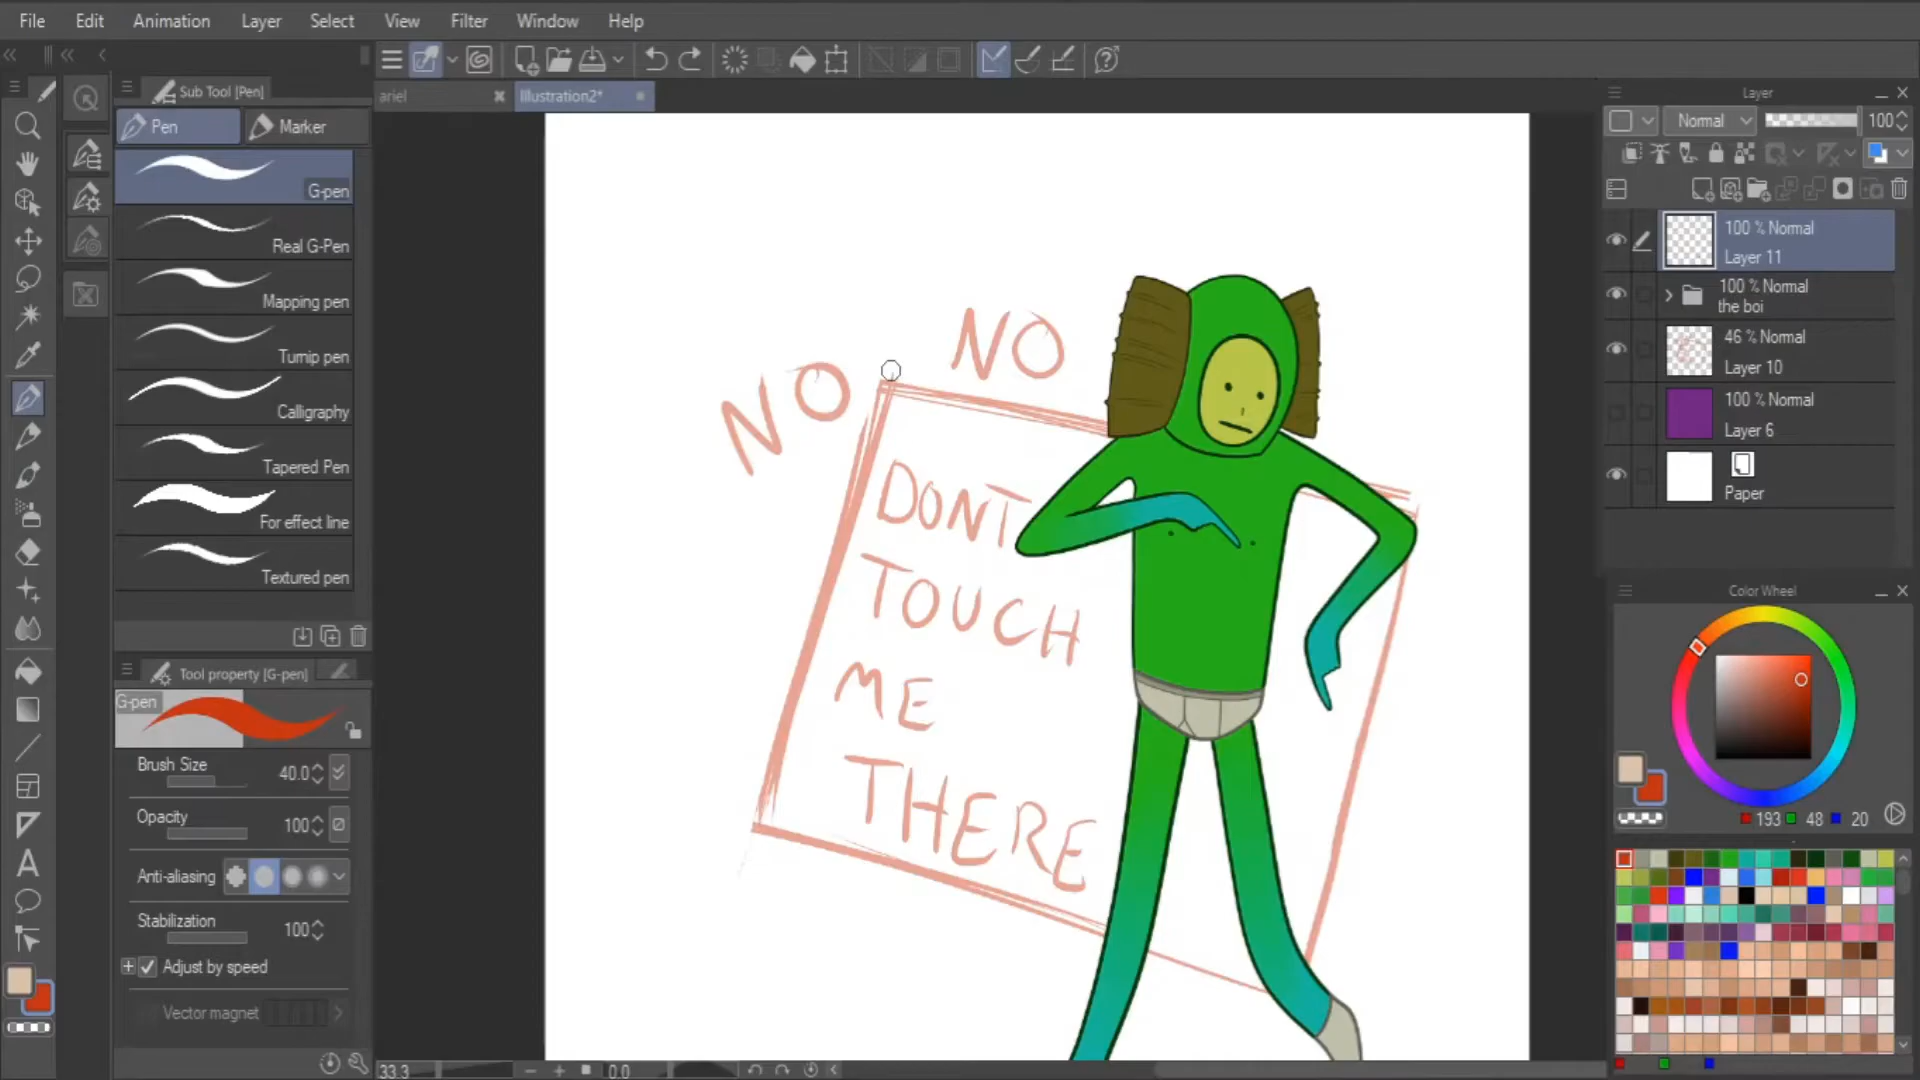 File Edit Animation Layer Select View Filter Window Help
Sub Tool [Pen]
Pen Marker
G-pen
Real G-Pen
Mapping pen
Turnip pen
Calligraphy
Tapered Pen
For effect line
Textured pen
Tool property [G-pen]
G-pen
Brush Size 40.0
Opacity 100
Anti-aliasing
Stabilization 100
Adjust by speed
Vector magnet
ariel Illustration2*
NO NO
DONT
TOUCH
ME
THERE
33.3 0.0
Layer
Normal 100
100 % Normal
Layer 11
100 % Normal
the boi
46 % Normal
Layer 10
100 % Normal
Layer 6
Paper
Color Wheel
193 48 20